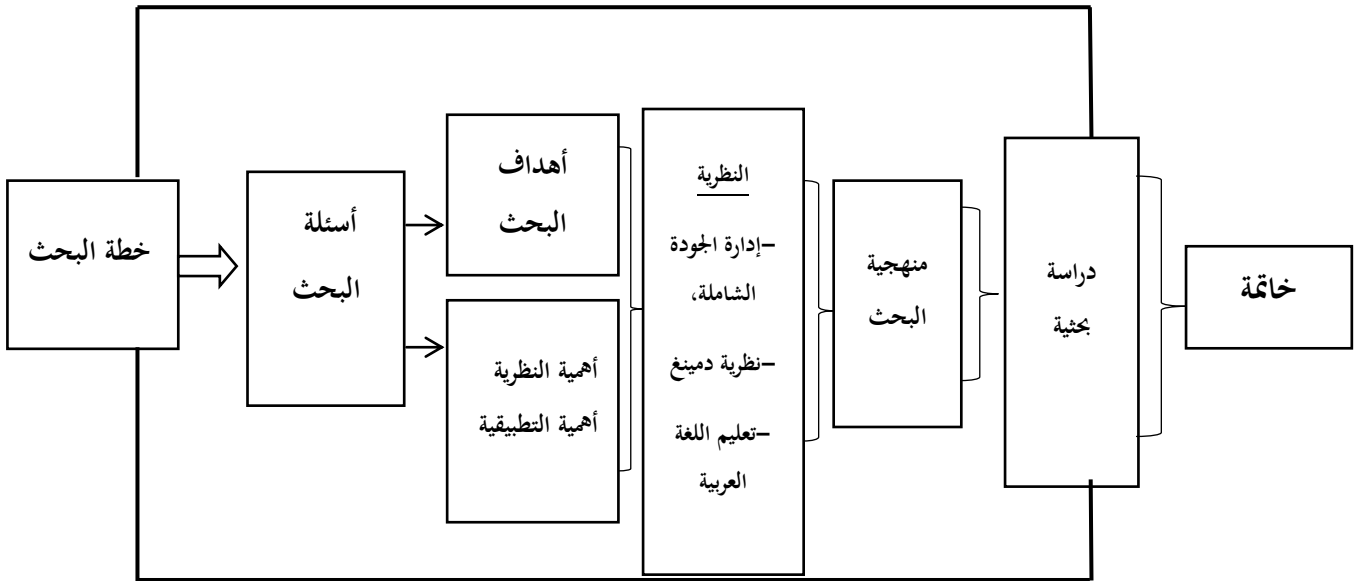 خطة البحث
أسئلة
البحث
أهداف
البحث
أهمية النظرية
أهمية التطبيقية
النظرية
-إدارة الجودة
الشاملة،
-نظرية دمينغ
-تعليم اللغة
العربية
منهجية
البحث
دراسة
بحثية
خاتمة